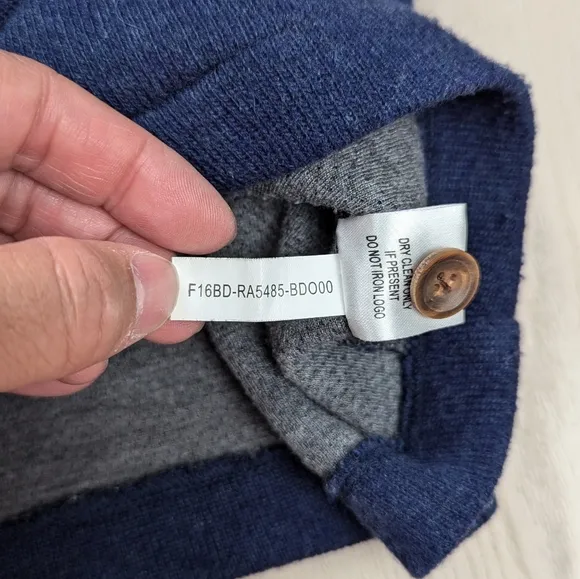 F16BD-RA5485-BDO00
DRY CLEAN ONLY
IF PRESENT
DO NOT IRON LOGO